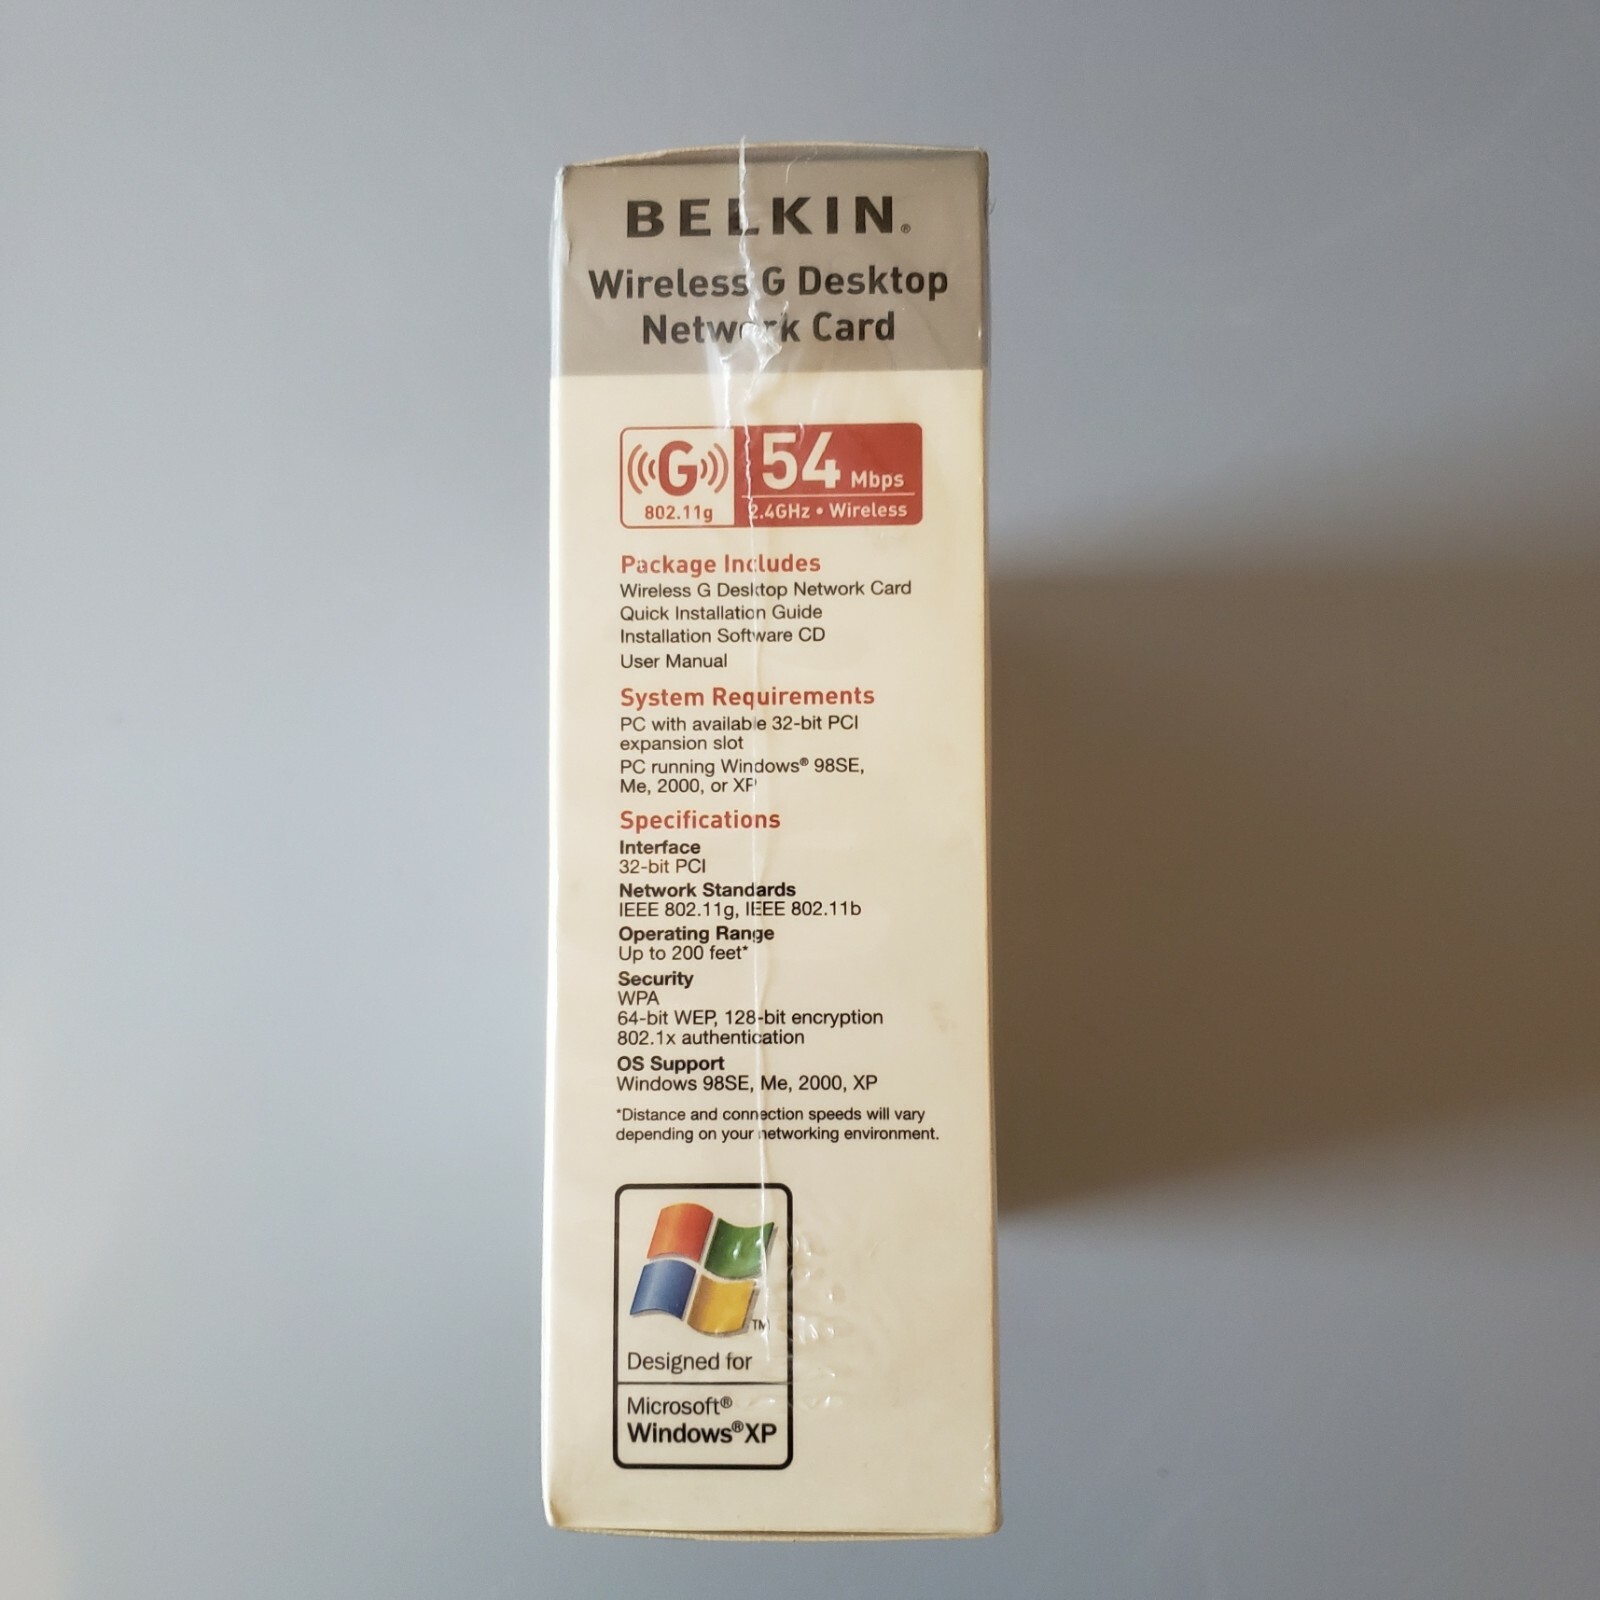 BELKIN®
Wireless G Desktop
Network Card
G
802.11g
54 Mbps
2.4GHz • Wireless
Package Includes
Wireless G Desktop Network Card
Quick Installation Guide
Installation Software CD
User Manual
System Requirements
PC with available 32-bit PCI
expansion slot
PC running Windows® 98SE,
Me, 2000, or XP
Specifications
Interface
32-bit PCI
Network Standards
IEEE 802.11g, IEEE 802.11b
Operating Range
Up to 200 feet*
Security
WPA
64-bit WEP, 128-bit encryption
802.1x authentication
OS Support
Windows 98SE, Me, 2000, XP
*Distance and connection speeds will vary
depending on your networking environment.
TM
Designed for
Microsoft®
Windows®XP